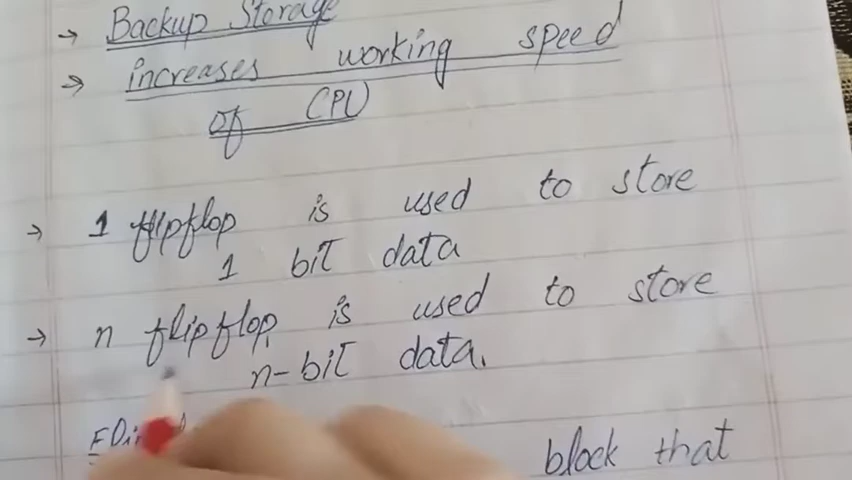 → Backup Storage
→ increases working speed
of CPU
→ 1 flipflop is used to store
1 bit data
→ n flipflop is used to store
n-bit data.
block that